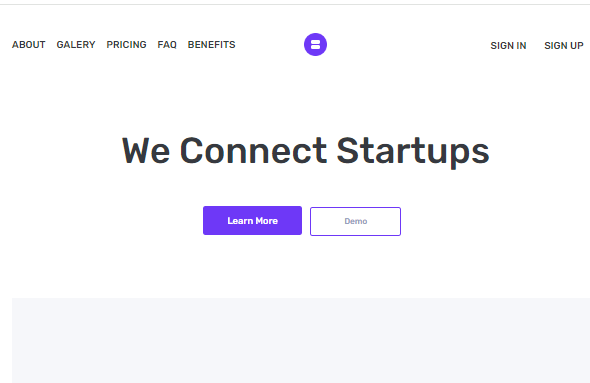 ABOUT GALERY PRICING FAQ BENEFITS SIGN IN SIGN UP
We Connect Startups
Learn More Demo